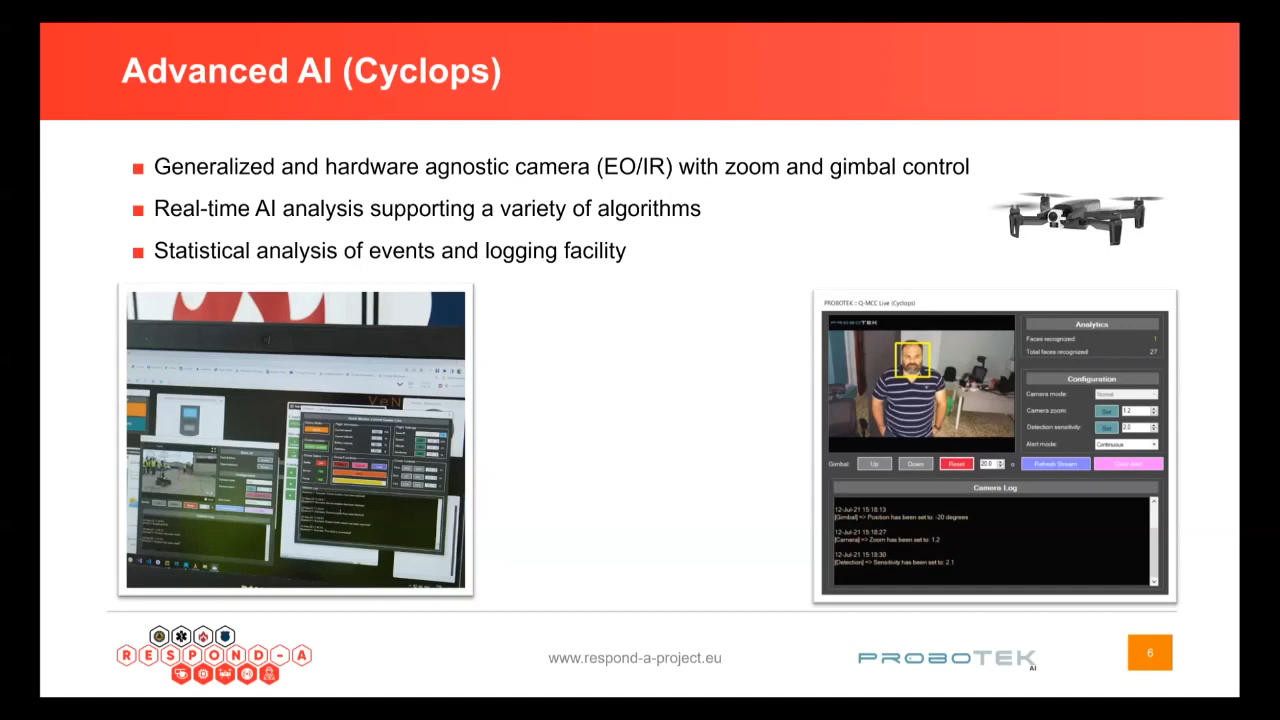 Advanced AI (Cyclops)
Generalized and hardware agnostic camera (EO/IR) with zoom and gimbal control
Real-time AI analysis supporting a variety of algorithms
Statistical analysis of events and logging facility
PROBOTEK :: Q-MCC Live (Cyclops)
PROBOTEK
Analytics
Faces recognized 1
Total faces recognized 27
Configuration
Camera mode: Normal
Camera zoom: Set 1.2
Detection sensitivity: Set 2.0
Alert mode: Continuous
Gimbal: Up Down Reset 20.0 o Refresh Stream Clear Alert
Camera Log
12-Jul-21 15:18:13
[Gimbal] => Position has been set to: -20 degrees
12-Jul-21 15:18:27
[Camera] => Zoom has been set to: 1.2
12-Jul-21 15:18:30
[Detection] => Sensitivity has been set to: 2.1
RESPOND-A
www.respond-a-project.eu
PROBOTEK
AI
6